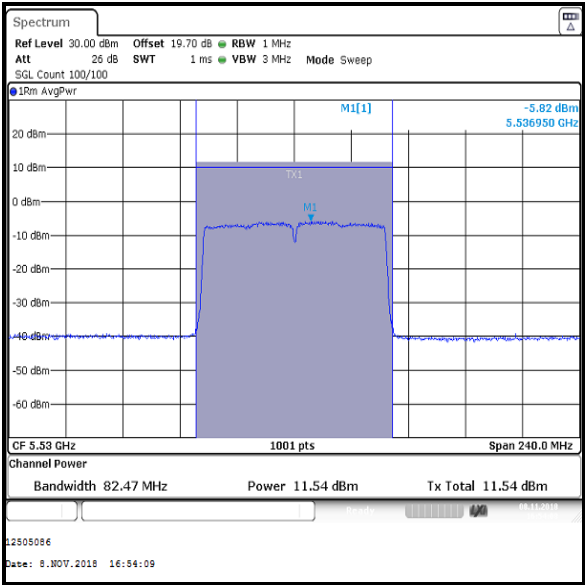 Spectrum
Ref Level 30.00 dBm Offset 19.70 dB RBW 1 MHz
Att 26 dB SWT 1 ms VBW 3 MHz Mode Sweep
SGL Count 100/100
1Rm AvgPwr
M1[1] -5.82 dBm
5.536950 GHz
20 dBm
10 dBm
TX1
0 dBm
M1
-10 dBm
-20 dBm
-30 dBm
-40 dBm
-50 dBm
-60 dBm
CF 5.53 GHz 1001 pts Span 240.0 MHz
Channel Power
Bandwidth 82.47 MHz Power 11.54 dBm Tx Total 11.54 dBm
Ready 08.11.2018
12505086
Date: 8.NOV.2018 16:54:09